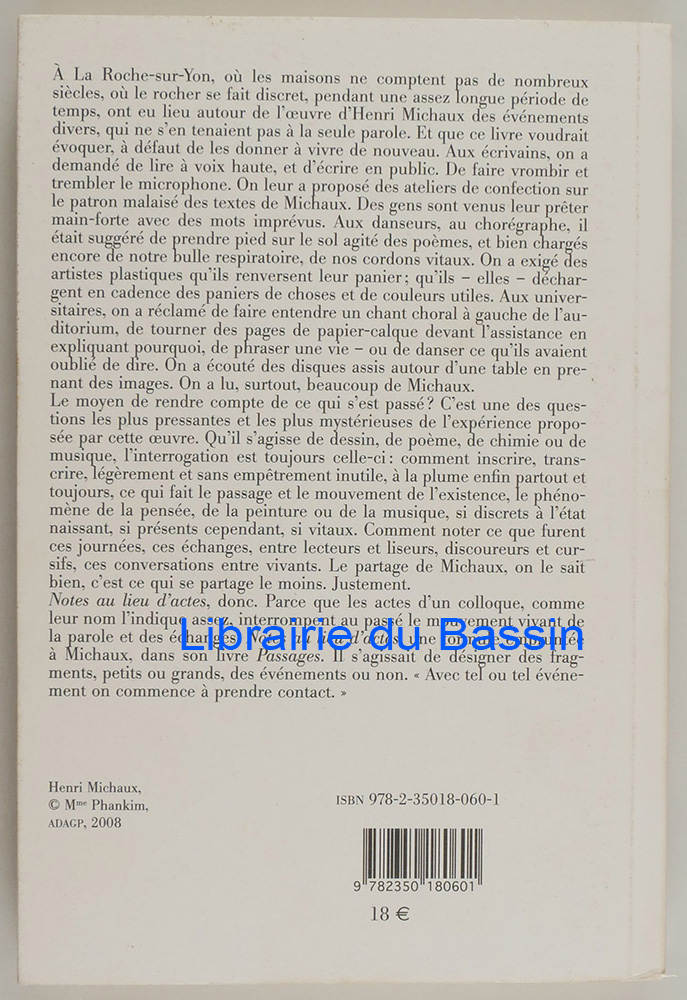 À La Roche-sur-Yon, où les maisons ne comptent pas de nombreux
siècles, où le rocher se fait discret, pendant une assez longue période de
temps, ont eu lieu autour de l'œuvre d'Henri Michaux des événements
divers, qui ne s'en tenaient pas à la seule parole. Et que ce livre voudrait
évoquer, à défaut de les donner à vivre de nouveau. Aux écrivains, on a
demandé de lire à voix haute, et d'écrire en public. De faire vrombir et
trembler le microphone. On leur a proposé des ateliers de confection sur
le patron malaisé des textes de Michaux. Des gens sont venus leur prêter
main-forte avec des mots imprévus. Aux danseurs, au chorégraphe, il
était suggéré de prendre pied sur le sol agité des poèmes, et bien chargés
encore de notre bulle respiratoire, de nos cordons vitaux. On a exigé des
artistes plastiques qu'ils renversent leur panier ; qu'ils – elles – déchar-
gent en cadence des paniers de choses et de couleurs utiles. Aux univer-
sitaires, on a réclamé de faire entendre un chant choral à gauche de l'au-
ditorium, de tourner des pages de papier-calque devant l'assistance en
expliquant pourquoi, de phraser une vie – ou de danser ce qu'ils avaient
oublié de dire. On a écouté des disques assis autour d'une table en pre-
nant des images. On a lu, surtout, beaucoup de Michaux.
Le moyen de rendre compte de ce qui s'est passé ? C'est une des ques-
tions les plus pressantes et les plus mystérieuses de l'expérience propo-
sée par cette œuvre. Qu'il s'agisse de dessin, de poème, de chimie ou de
musique, l'interrogation est toujours celle-ci : comment inscrire, trans-
crire, légèrement et sans empêtrement inutile, à la plume enfin partout et
toujours, ce qui fait le passage et le mouvement de l'existence, le phéno-
mène de la pensée, de la peinture ou de la musique, si discrets à l'état
naissant, si présents cependant, si vitaux. Comment noter ce que furent
ces journées, ces échanges, entre lecteurs et liseurs, discoureurs et cur-
sifs, ces conversations entre vivants. Le partage de Michaux, on le sait
bien, c'est ce qui se partage le moins. Justement.
Notes au lieu d'actes, donc. Parce que les actes d'un colloque, comme
leur nom l'indique assez, interrompent au passé le mouvement vivant de
la parole et des échanges. Notes au lieu d'actes, une formule empruntée
à Michaux, dans son livre Passages. Il s'agissait de désigner des frag-
ments, petits ou grands, des événements ou non. « Avec tel ou tel événe-
ment on commence à prendre contact. »
Librairie du Bassin
Henri Michaux,
© Mme Phankim,
ADAGP, 2008
ISBN 978-2-35018-060-1
9 782350 180601
18 €